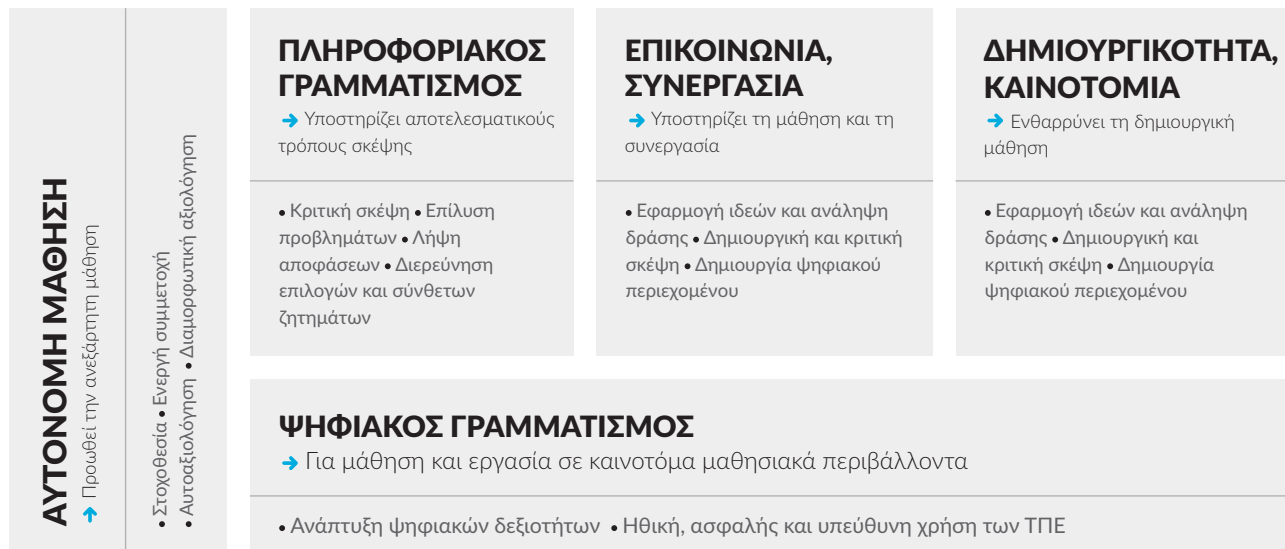 ΑΥΤΟΝΟΜΗ ΜΑΘΗΣΗ
➔ Προωθεί την ανεξάρτητη μάθηση
• Στοχοθεσία • Ενεργή συμμετοχή
• Αυτοαξιολόγηση • Διαμορφωτική αξιολόγηση
ΠΛΗΡΟΦΟΡΙΑΚΟΣ
ΓΡΑΜΜΑΤΙΣΜΟΣ
➔ Υποστηρίζει αποτελεσματικούς
τρόπους σκέψης
• Κριτική σκέψη • Επίλυση
προβλημάτων • Λήψη
αποφάσεων • Διερεύνηση
επιλογών και σύνθετων
ζητημάτων
ΕΠΙΚΟΙΝΩΝΙΑ,
ΣΥΝΕΡΓΑΣΙΑ
➔ Υποστηρίζει τη μάθηση και τη
συνεργασία
• Εφαρμογή ιδεών και ανάληψη
δράσης • Δημιουργική και κριτική
σκέψη • Δημιουργία ψηφιακού
περιεχομένου
ΔΗΜΙΟΥΡΓΙΚΟΤΗΤΑ,
ΚΑΙΝΟΤΟΜΙΑ
➔ Ενθαρρύνει τη δημιουργική
μάθηση
• Εφαρμογή ιδεών και ανάληψη
δράσης • Δημιουργική και
κριτική σκέψη • Δημιουργία
ψηφιακού περιεχομένου
ΨΗΦΙΑΚΟΣ ΓΡΑΜΜΑΤΙΣΜΟΣ
➔ Για μάθηση και εργασία σε καινοτόμα μαθησιακά περιβάλλοντα
• Ανάπτυξη ψηφιακών δεξιοτήτων • Ηθική, ασφαλής και υπεύθυνη χρήση των ΤΠΕ